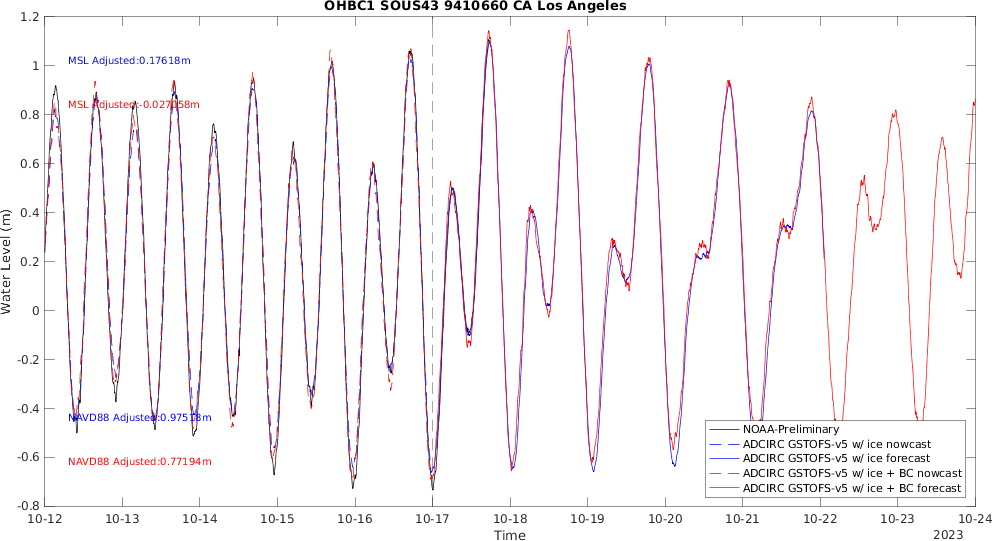 OHBC1 SOUS43 9410660 CA Los Angeles
1.2
1
0.8
0.6
0.4
0.2
0
-0.2
-0.4
-0.6
-0.8
Water Level (m)
MSL Adjusted:0.17618m
MSL Adjusted:-0.027058m
NAVD88 Adjusted:0.97518m
NAVD88 Adjusted:0.77194m
NOAA-Preliminary
ADCIRC GSTOFS-v5 w/ ice nowcast
ADCIRC GSTOFS-v5 w/ ice forecast
ADCIRC GSTOFS-v5 w/ ice + BC nowcast
ADCIRC GSTOFS-v5 w/ ice + BC forecast
10-12 10-13 10-14 10-15 10-16 10-17 10-18 10-19 10-20 10-21 10-22 10-23 10-24
Time
2023